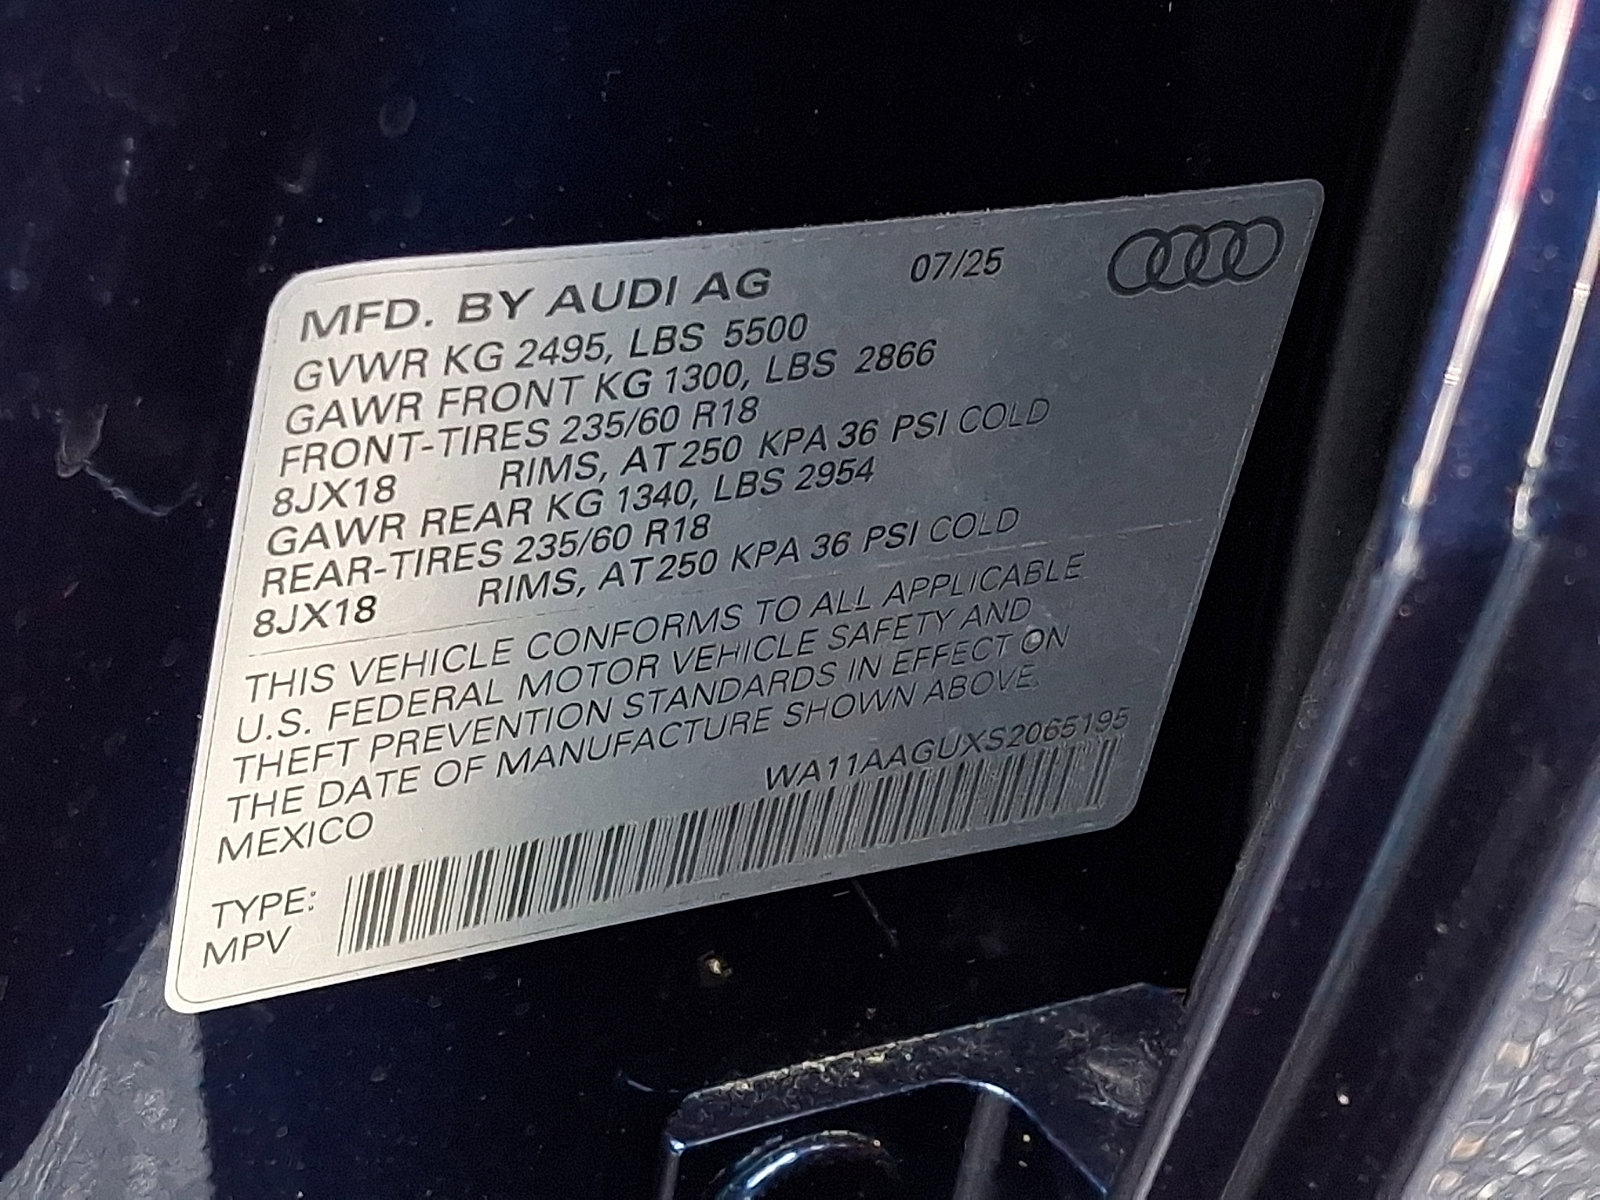 MFD. BY AUDI AG 07/25
GVWR KG 2495, LBS 5500
GAWR FRONT KG 1300, LBS 2866
FRONT-TIRES 235/60 R18
8JX18 RIMS, AT 250 KPA 36 PSI COLD
GAWR REAR KG 1340, LBS 2954
REAR-TIRES 235/60 R18
8JX18 RIMS, AT 250 KPA 36 PSI COLD
THIS VEHICLE CONFORMS TO ALL APPLICABLE
U.S. FEDERAL MOTOR VEHICLE SAFETY AND
THEFT PREVENTION STANDARDS IN EFFECT ON
THE DATE OF MANUFACTURE SHOWN ABOVE.
MEXICO WA11AAGUXS2065195
TYPE:
MPV